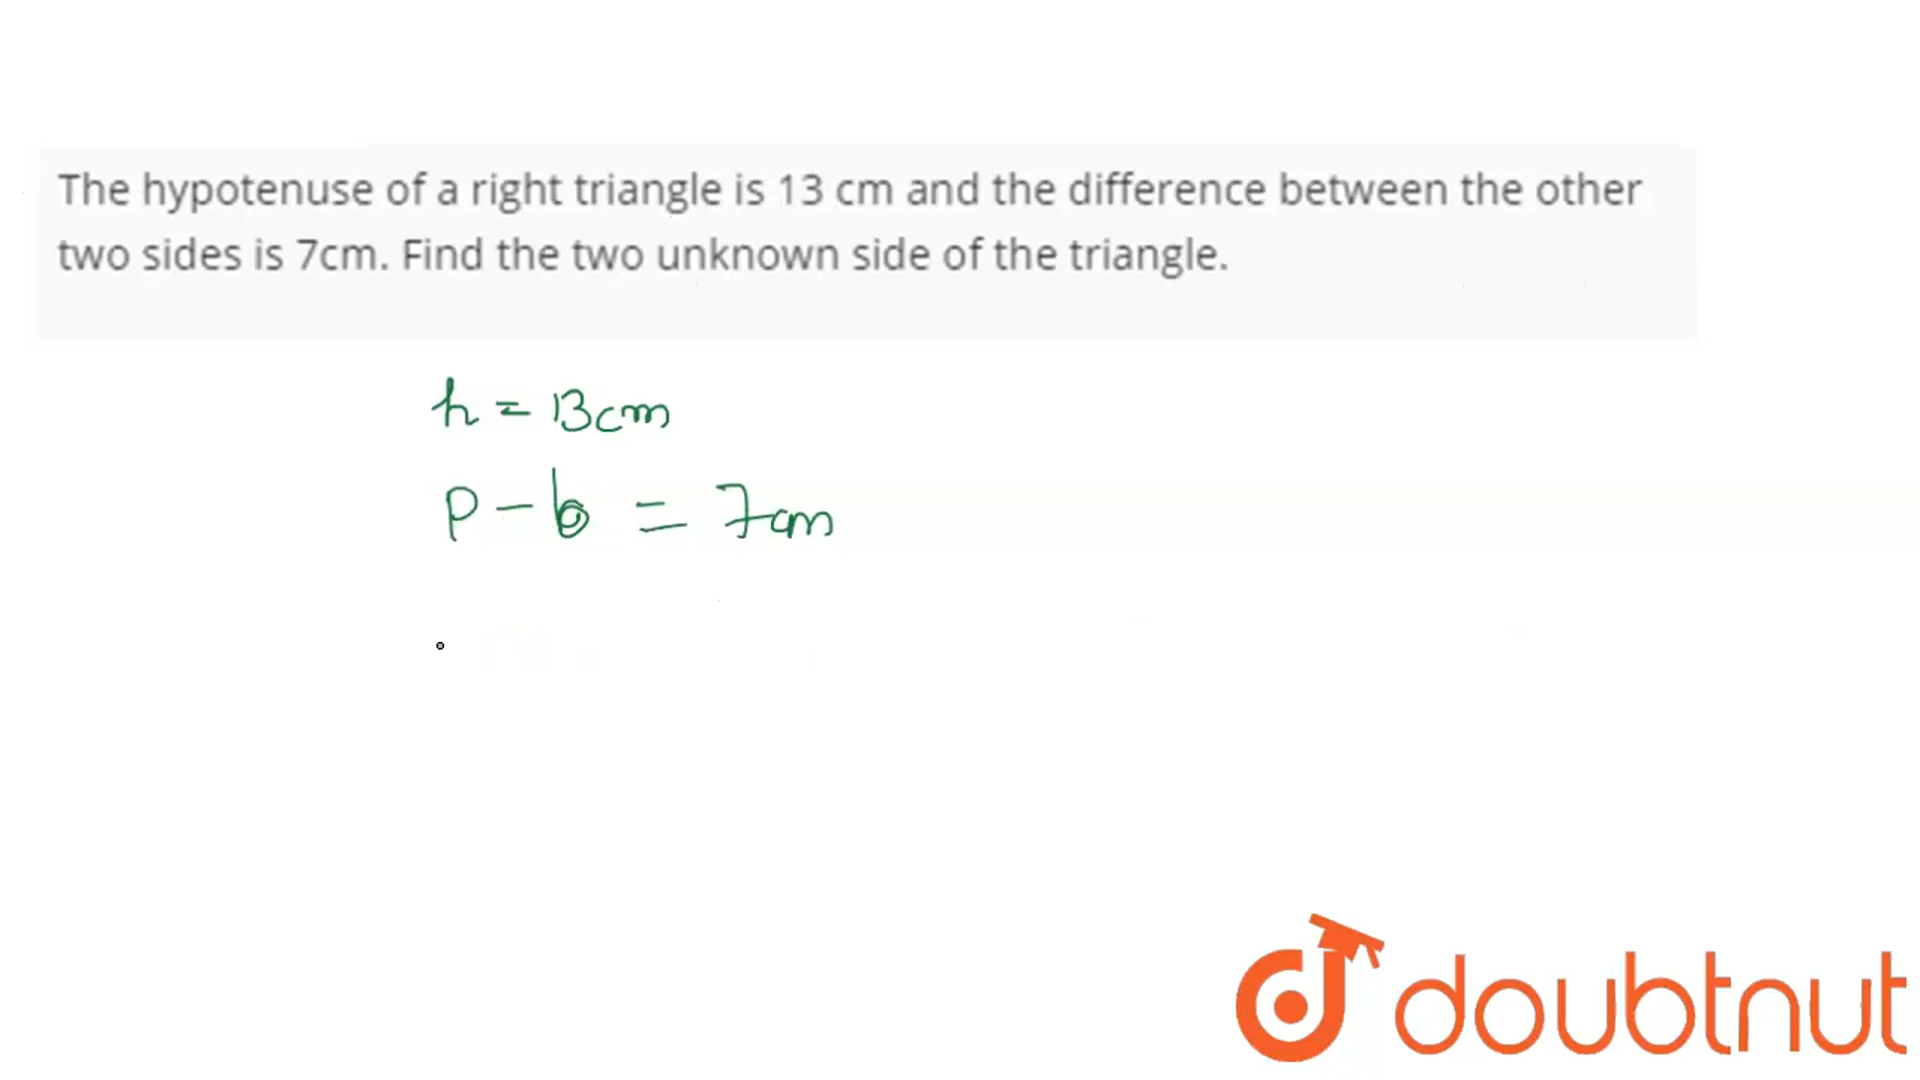 The hypotenuse of a right triangle is 13 cm and the difference between the other
two sides is 7cm. Find the two unknown side of the triangle.
h = 13cm
p - b = 7cm
doubtnut